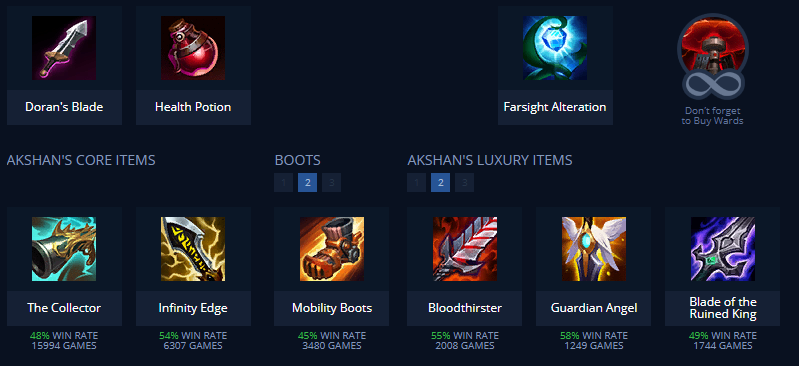 Doran's Blade
Health Potion
Farsight Alteration
Don't forget
to Buy Wards
AKSHAN'S CORE ITEMS
BOOTS
AKSHAN'S LUXURY ITEMS
1 2 3
1 2 3
The Collector
Infinity Edge
Mobility Boots
Bloodthirster
Guardian Angel
Blade of the
Ruined King
48% WIN RATE
15994 GAMES
54% WIN RATE
6307 GAMES
45% WIN RATE
3480 GAMES
55% WIN RATE
2008 GAMES
58% WIN RATE
1249 GAMES
49% WIN RATE
1744 GAMES